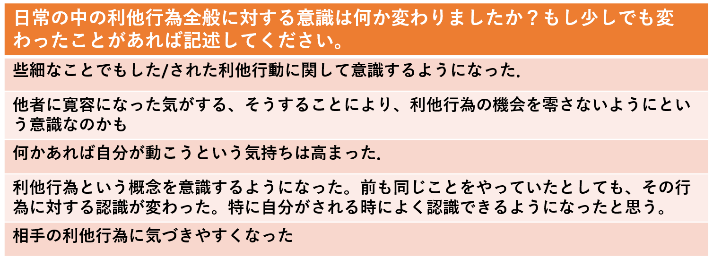 日常の中の利他行為全般に対する意識は何か変わりましたか？もし少しでも変
わったことがあれば記述してください。
些細なことでもした/された利他行動に関して意識するようになった．
他者に寛容になった気がする、そうすることにより、利他行為の機会を零さないようにとい
う意識なのかも
何かあれば自分が動こうという気持ちは高まった．
利他行為という概念を意識するようになった。前も同じことをやっていたとしても、その行
為に対する認識が変わった。特に自分がされる時によく認識できるようになったと思う。
相手の利他行為に気づきやすくなった